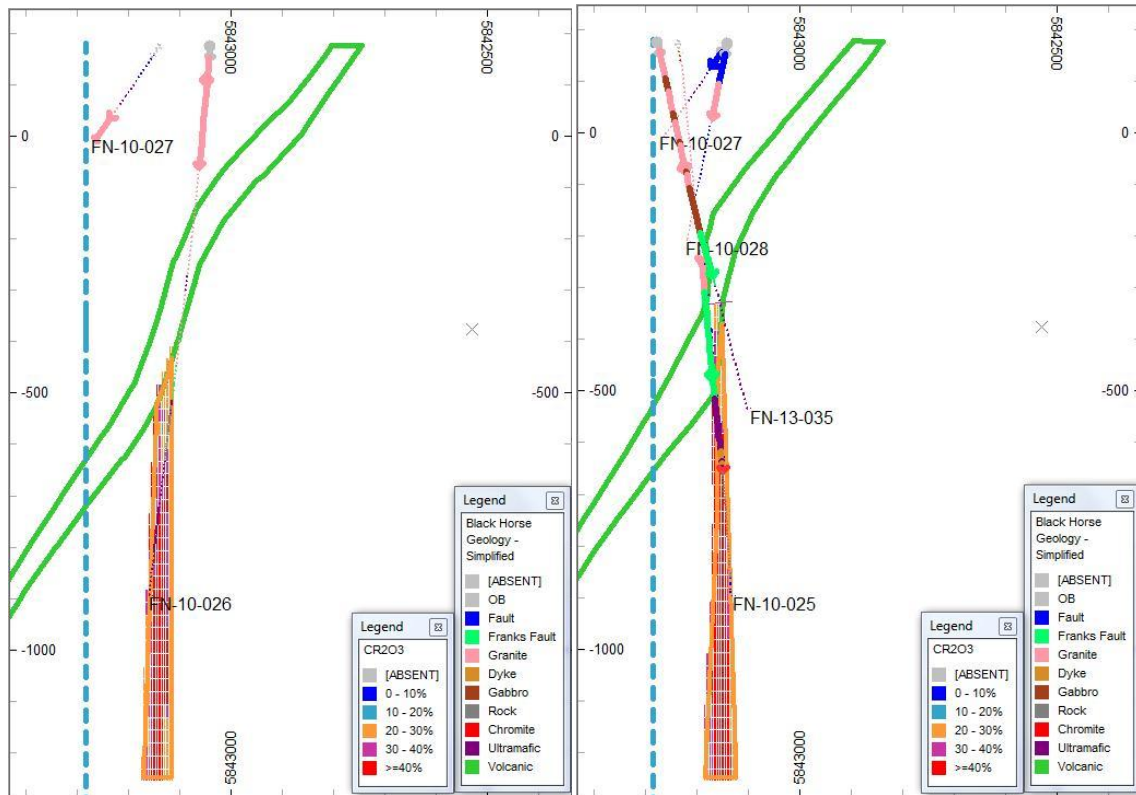 5843000
5842500
0
0
FN-10-027
-500
-500
FN-10-026
-1000
5843000
Legend
CR2O3
[ABSENT]
0 - 10%
10 - 20%
20 - 30%
30 - 40%
>=40%
Legend
Black Horse
Geology -
Simplified
[ABSENT]
OB
Fault
Franks Fault
Granite
Dyke
Gabbro
Rock
Chromite
Ultramafic
Volcanic
5843000
5842500
0
0
FN-10-027
FN-10-028
-500
-500
FN-13-035
FN-10-025
-1000
5843000
Legend
CR2O3
[ABSENT]
0 - 10%
10 - 20%
20 - 30%
30 - 40%
>=40%
Legend
Black Horse
Geology -
Simplified
[ABSENT]
OB
Fault
Franks Fault
Granite
Dyke
Gabbro
Rock
Chromite
Ultramafic
Volcanic